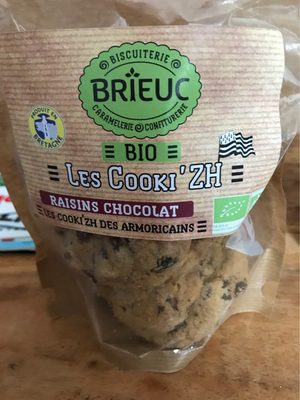 BISCUITERIE
BRIEUC
CARAMELERIE & CONFITURERIE
PRODUIT EN
BRETAGNE
BIO
LES COOKI'ZH
RAISINS CHOCOLAT
LES COOKI'ZH DES ARMORICAINS